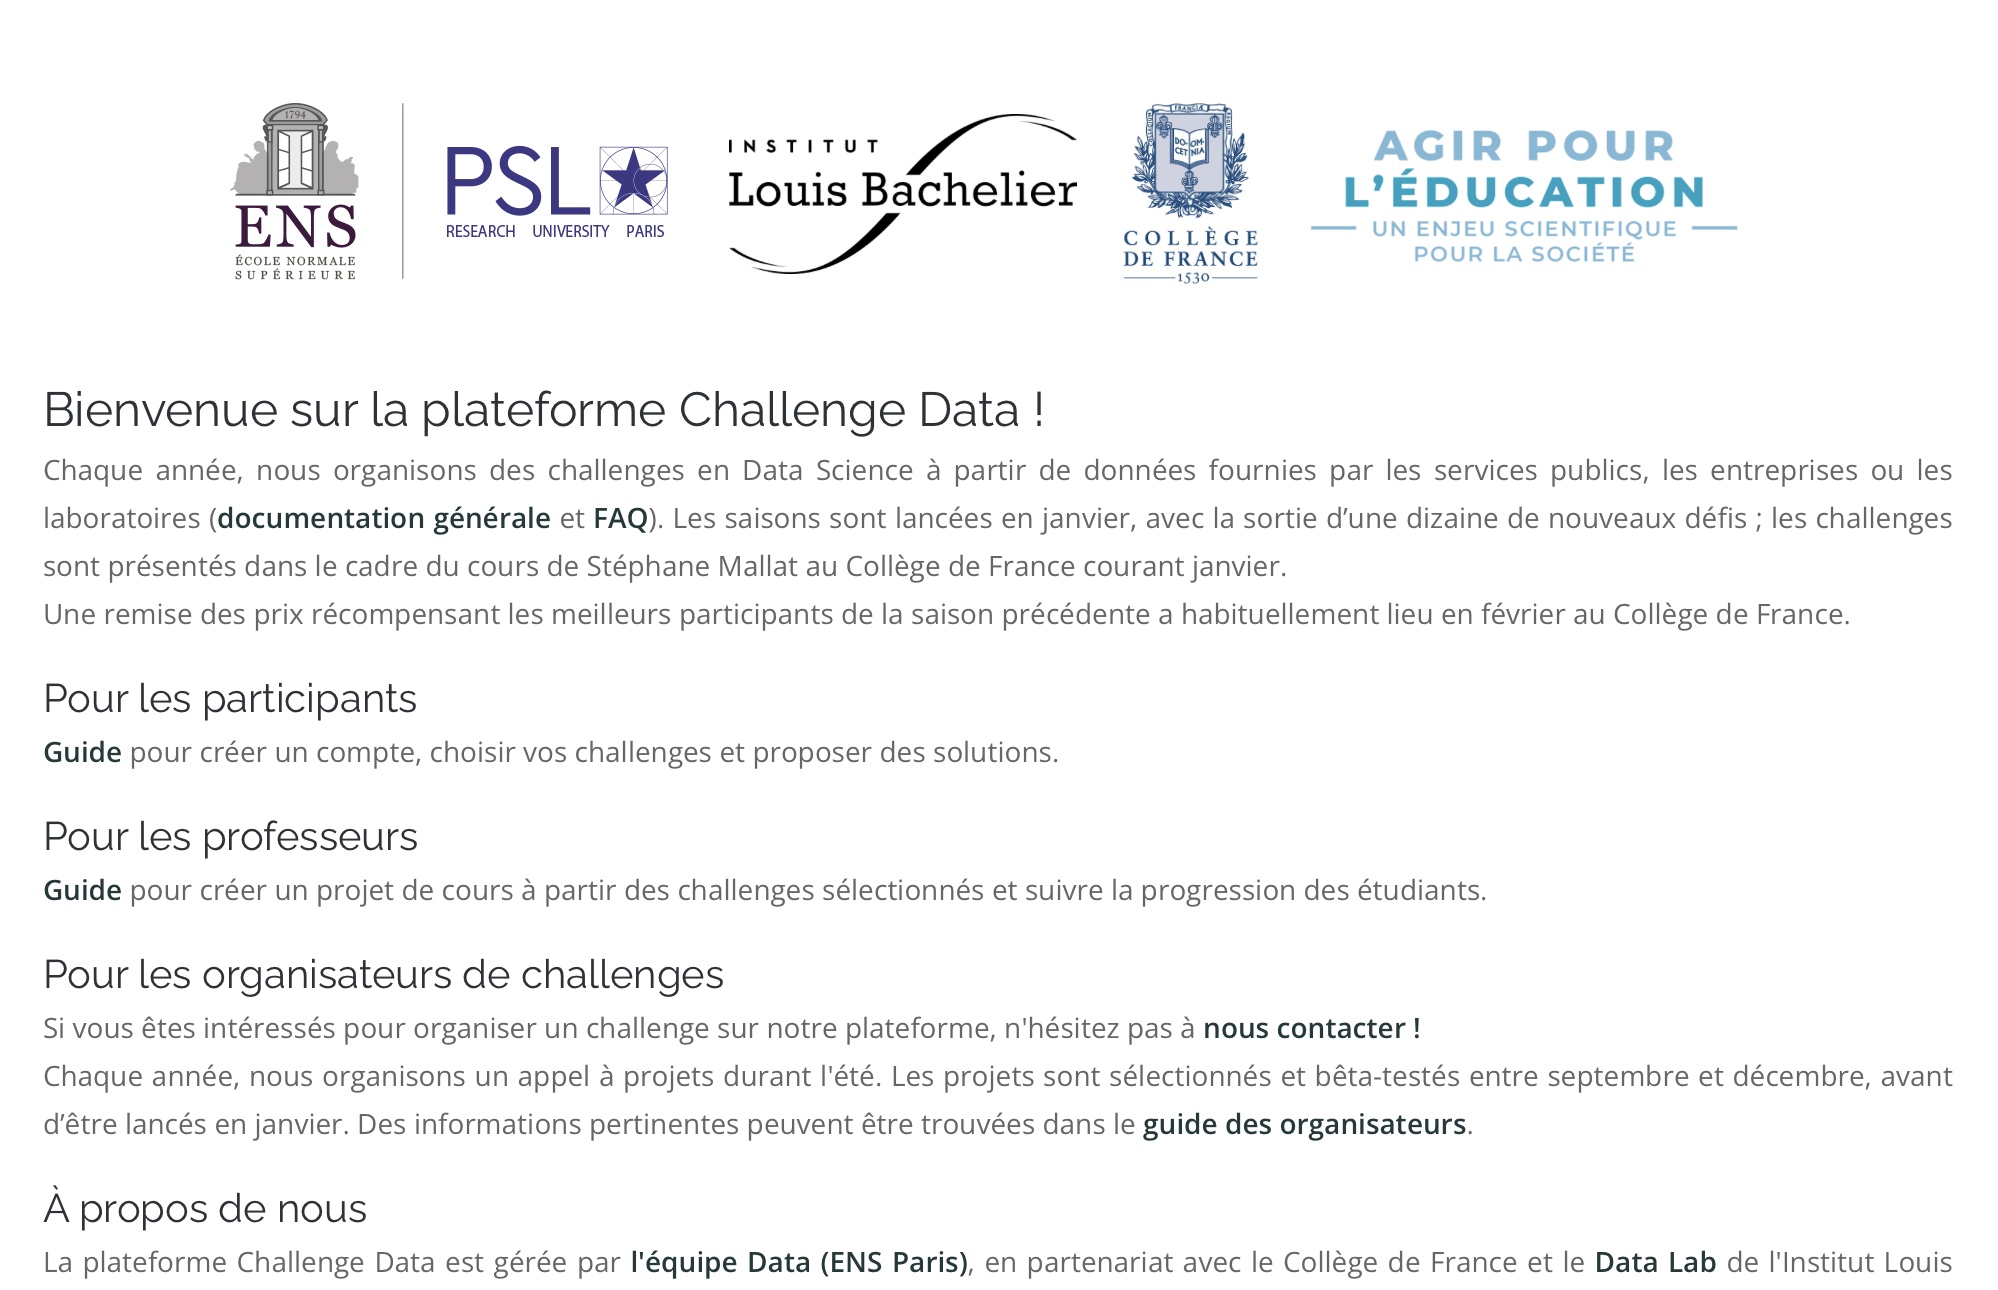 1794
ENS
ÉCOLE NORMALE
SUPÉRIEURE
PSL
RESEARCH UNIVERSITY PARIS
INSTITUT
Louis Bachelier
DO- OM-
CET NIA
COLLÈGE
DE FRANCE
1530
AGIR POUR
L’ÉDUCATION
UN ENJEU SCIENTIFIQUE
POUR LA SOCIÉTÉ
Bienvenue sur la plateforme Challenge Data !
Chaque année, nous organisons des challenges en Data Science à partir de données fournies par les services publics, les entreprises ou les
laboratoires (documentation générale et FAQ). Les saisons sont lancées en janvier, avec la sortie d’une dizaine de nouveaux défis ; les challenges
sont présentés dans le cadre du cours de Stéphane Mallat au Collège de France courant janvier.
Une remise des prix récompensant les meilleurs participants de la saison précédente a habituellement lieu en février au Collège de France.
Pour les participants
Guide pour créer un compte, choisir vos challenges et proposer des solutions.
Pour les professeurs
Guide pour créer un projet de cours à partir des challenges sélectionnés et suivre la progression des étudiants.
Pour les organisateurs de challenges
Si vous êtes intéressés pour organiser un challenge sur notre plateforme, n'hésitez pas à nous contacter !
Chaque année, nous organisons un appel à projets durant l'été. Les projets sont sélectionnés et bêta-testés entre septembre et décembre, avant
d’être lancés en janvier. Des informations pertinentes peuvent être trouvées dans le guide des organisateurs.
À propos de nous
La plateforme Challenge Data est gérée par l'équipe Data (ENS Paris), en partenariat avec le Collège de France et le Data Lab de l'Institut Louis